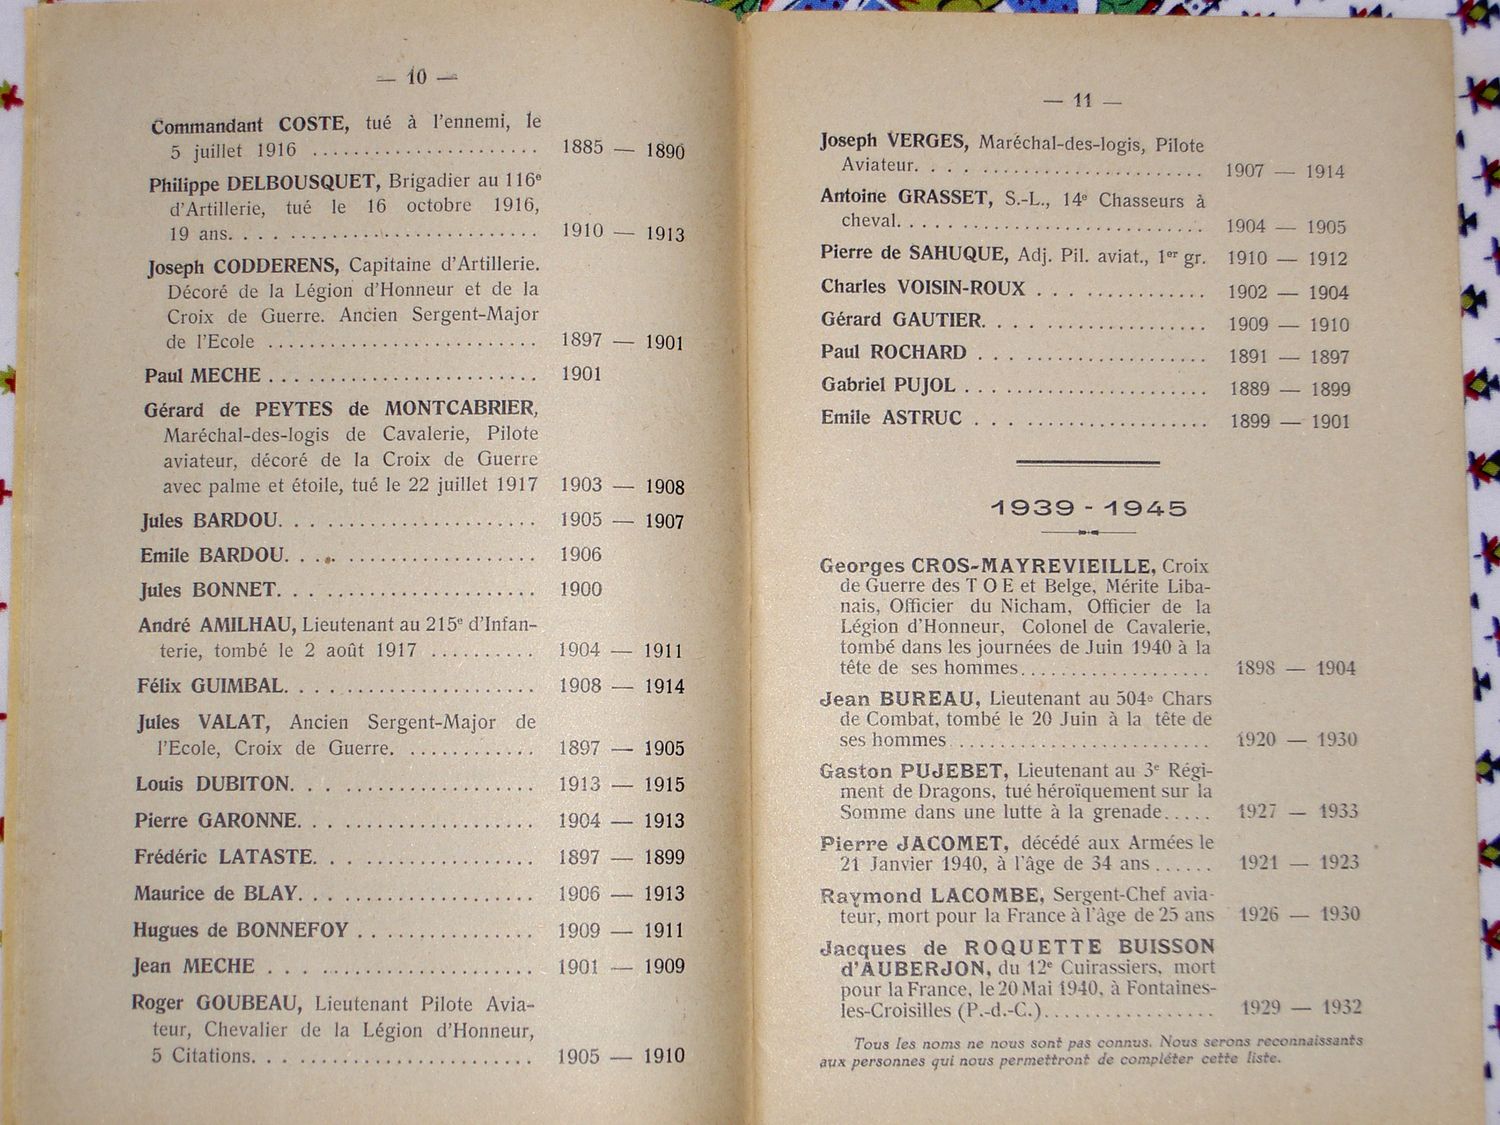 — 10 —
Commandant COSTE, tué à l'ennemi, le
5 juillet 1916 ...................... 1885 — 1890
Philippe DELBOUSQUET, Brigadier au 116e
d'Artillerie, tué le 16 octobre 1916,
19 ans. ........................... 1910 — 1913
Joseph CODDERENS, Capitaine d'Artillerie.
Décoré de la Légion d'Honneur et de la
Croix de Guerre. Ancien Sergent-Major
de l'Ecole .......................... 1897 — 1901
Paul MECHE .......................... 1901
Gérard de PEYTES de MONTCABRIER,
Maréchal-des-logis de Cavalerie, Pilote
aviateur, décoré de la Croix de Guerre
avec palme et étoile, tué le 22 juillet 1917 1903 — 1908
Jules BARDOU. ....................... 1905 — 1907
Emile BARDOU. ....................... 1906
Jules BONNET. ....................... 1900
André AMILHAU, Lieutenant au 215e d'Infan-
terie, tombé le 2 août 1917 .......... 1904 — 1911
Félix GUIMBAL. ...................... 1908 — 1914
Jules VALAT, Ancien Sergent-Major de
l'Ecole, Croix de Guerre. ............ 1897 — 1905
Louis DUBITON. ...................... 1913 — 1915
Pierre GARONNE. ..................... 1904 — 1913
Frédéric LATASTE. ................... 1897 — 1899
Maurice de BLAY. .................... 1906 — 1913
Hugues de BONNEFOY ................ 1909 — 1911
Jean MECHE ........................ 1901 — 1909
Roger GOUBEAU, Lieutenant Pilote Avia-
teur, Chevalier de la Légion d'Honneur,
5 Citations. ......................... 1905 — 1910
— 11 —
Joseph VERGES, Maréchal-des-logis, Pilote
Aviateur. .......................... 1907 — 1914
Antoine GRASSET, S.-L., 14e Chasseurs à
cheval. ............................ 1904 — 1905
Pierre de SAHUQUE, Adj. Pil. aviat., 1er gr. 1910 — 1912
Charles VOISIN-ROUX ................ 1902 — 1904
Gérard GAUTIER. .................... 1909 — 1910
Paul ROCHARD ...................... 1891 — 1897
Gabriel PUJOL ....................... 1889 — 1899
Emile ASTRUC ...................... 1899 — 1901
1939 - 1945
Georges CROS-MAYREVIEILLE, Croix
de Guerre des T O E et Belge, Mérite Liba-
nais, Officier du Nicham, Officier de la
Légion d'Honneur, Colonel de Cavalerie,
tombé dans les journées de Juin 1940 à la
tête de ses hommes................... 1898 — 1904
Jean BUREAU, Lieutenant au 504e Chars
de Combat, tombé le 20 Juin à la tête de
ses hommes ......................... 1920 — 1930
Gaston PUJEBET, Lieutenant au 3e Régi-
ment de Dragons, tué héroïquement sur la
Somme dans une lutte à la grenade..... 1927 — 1933
Pierre JACOMET, décédé aux Armées le
21 Janvier 1940, à l'âge de 34 ans ...... 1921 — 1923
Raymond LACOMBE, Sergent-Chef avia-
teur, mort pour la France à l'âge de 25 ans 1926 — 1930
Jacques de ROQUETTE BUISSON
d'AUBERJON, du 12e Cuirassiers, mort
pour la France, le 20 Mai 1940, à Fontaines-
les-Croisilles (P.-d.-C.)................. 1929 — 1932
Tous les noms ne nous sont pas connus. Nous serons reconnaissants
aux personnes qui nous permettront de compléter cette liste.